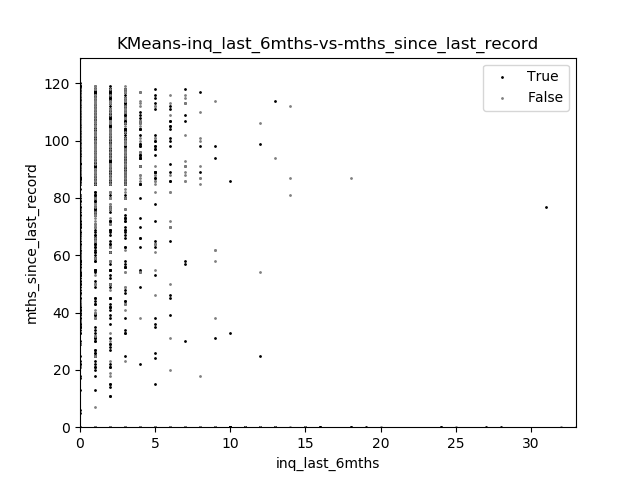 KMeans-inq_last_6mths-vs-mths_since_last_record
True
False
120
100
80
60
40
20
0
mths_since_last_record
0 5 10 15 20 25 30
inq_last_6mths